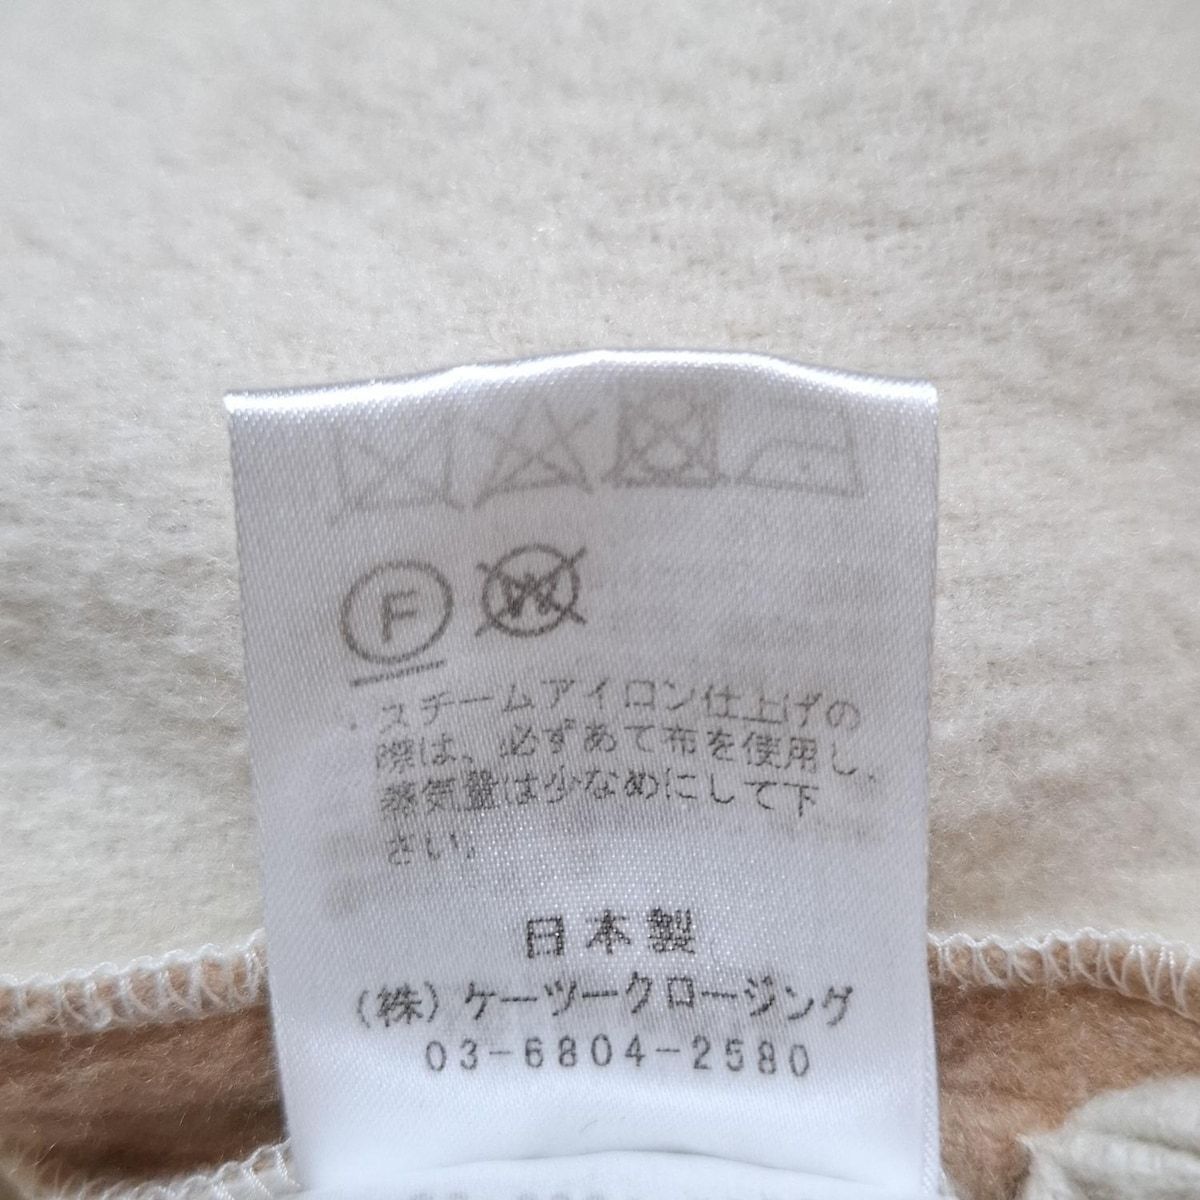 F
W
・スチームアイロン仕上げの
際は、必ずあて布を使用し、
蒸気量は少なめにして下
さい。
日本製
(株)ケーツークロージング
03-6804-2580